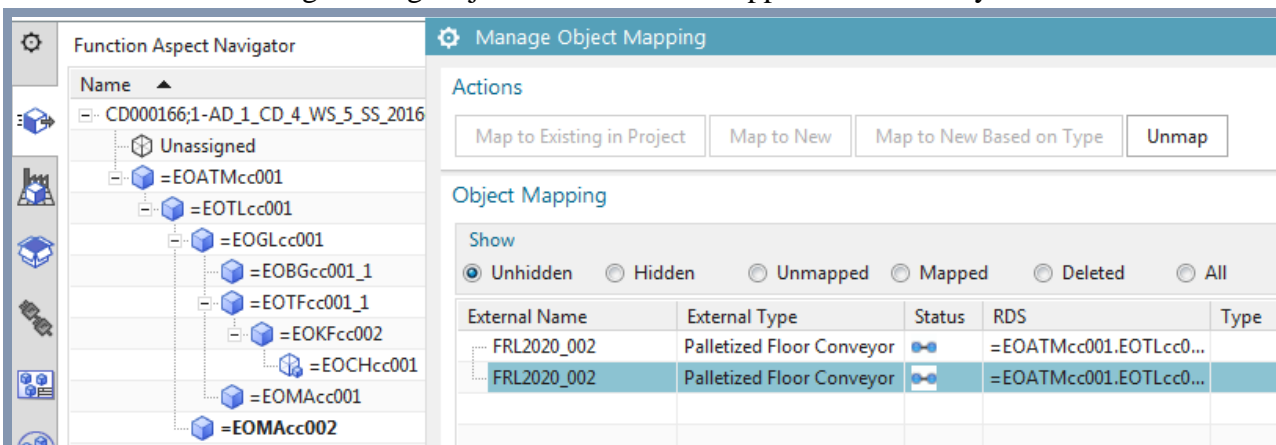 Function Aspect Navigator
Name
CD000166;1-AD_1_CD_4_WS_5_SS_2016
Unassigned
=EOATMcc001
=EOTLcc001
=EOGLcc001
=EOBGcc001_1
=EOTFcc001_1
=EOKFcc002
=EOCHcc001
=EOMAcc001
=EOMAcc002
Manage Object Mapping
Actions
Map to Existing in Project Map to New Map to New Based on Type Unmap
Object Mapping
Show
Unhidden Hidden Unmapped Mapped Deleted All
External Name External Type Status RDS Type
FRL2020_002 Palletized Floor Conveyor =EOATMcc001.EOTLcc0...
FRL2020_002 Palletized Floor Conveyor =EOATMcc001.EOTLcc0...